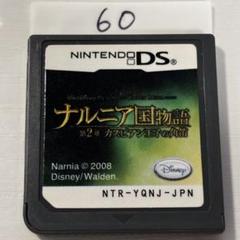 60
NINTENDO DS
ナルニア国物語
第2章 カスピアン王子の角笛
Narnia © 2008
Disney/Walden.
Disney
NTR-YQNJ-JPN